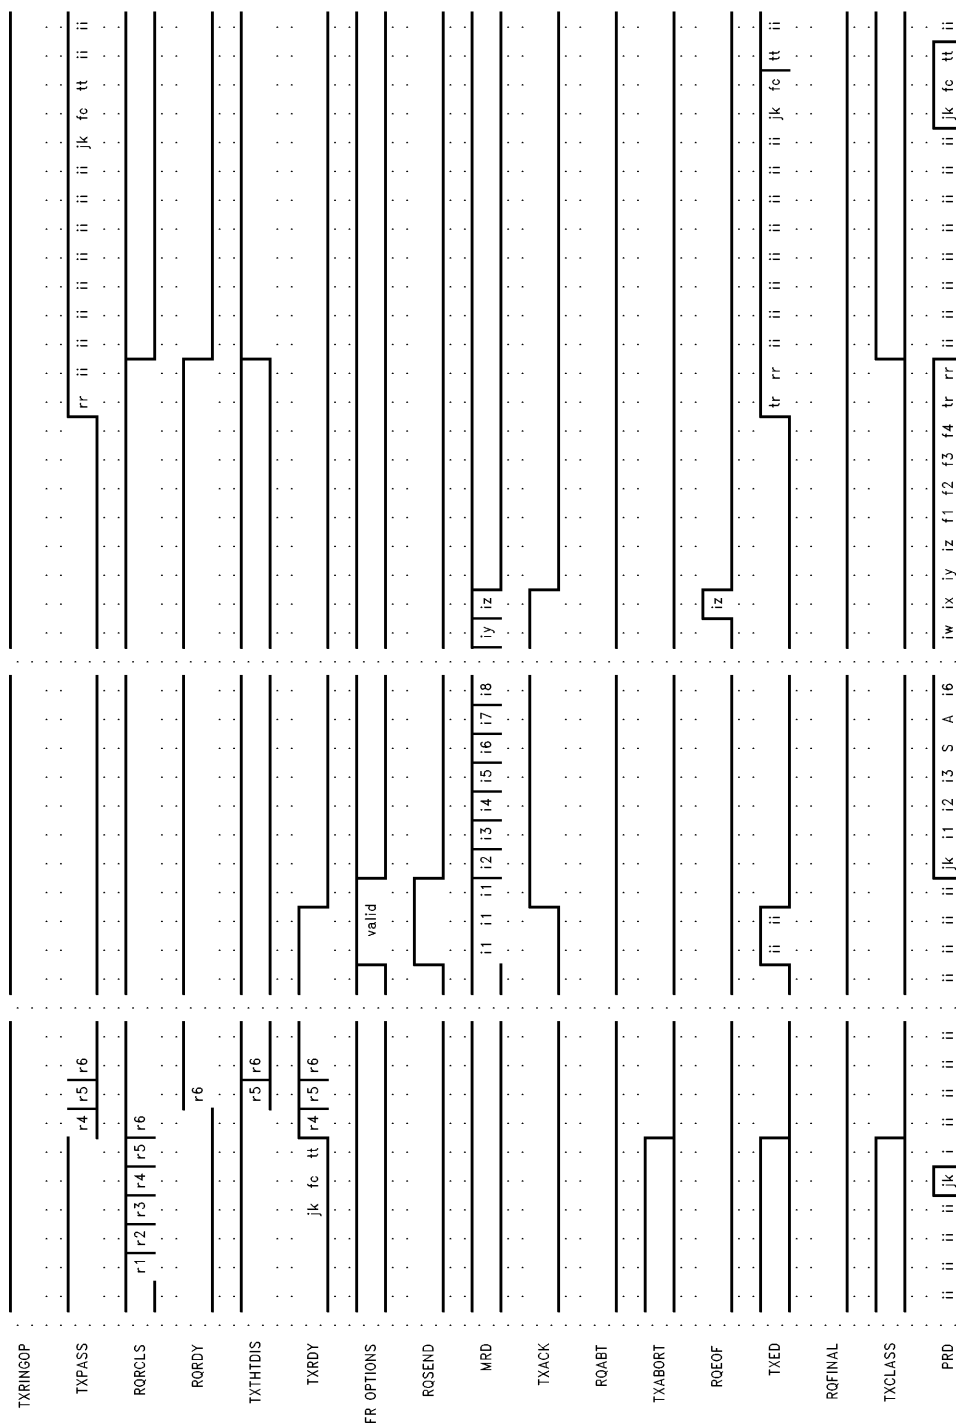 TXRINGOP
TXPASS r4 r5 r6 rr ii ii ii ii ii ii ii ii jk fc tt ii ii
RQRCLS r1 r2 r3 r4 r5 r6
RQRDY r6
TXTHTDIS r5 r6
TXRDY jk fc tt r4 r5 r6
FR OPTIONS valid
RQSEND
MRD i1 i1 i1 i2 i3 i4 i5 i6 i7 i8 iy iz
TXACK
RQABT
TXABORT
RQEOF iz
TXED ii ii tr rr ii ii ii ii ii ii ii ii jk fc tt ii
RQFINAL
TXCLASS
PRD ii ii ii ii jk i ii ii ii ii ii ii ii ii jk i1 i2 i3 S A i6 iw ix iy iz f1 f2 f3 f4 tr rr ii ii ii ii ii ii ii ii jk fc tt ii